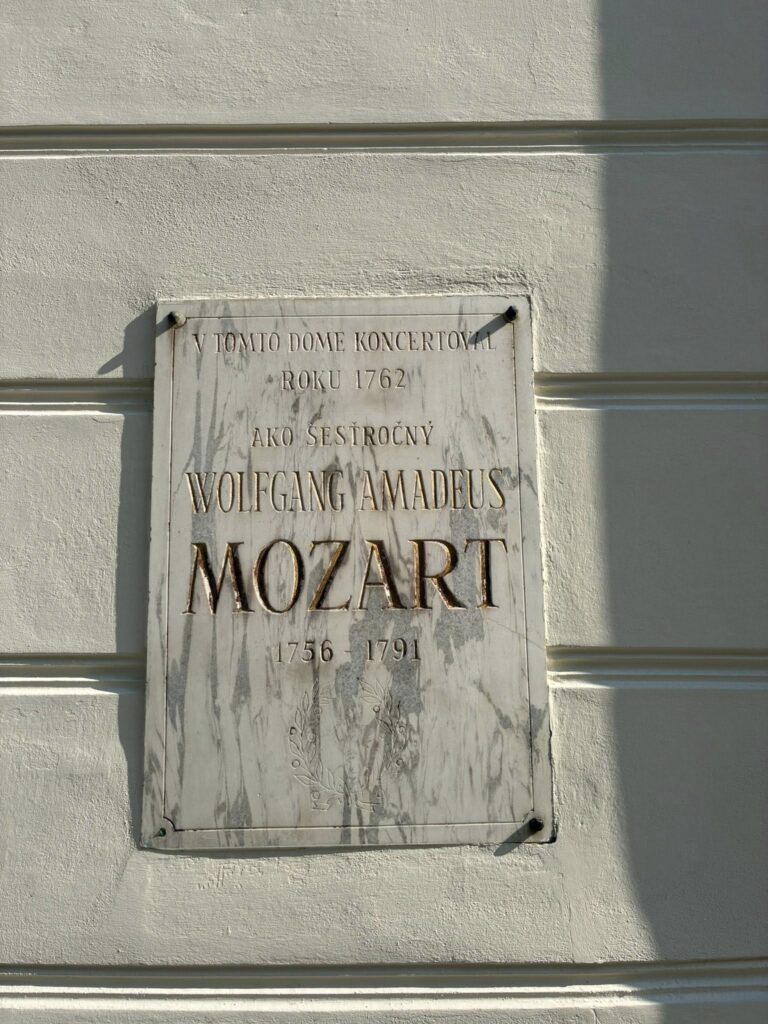 V TOMTO DOME KONCERTOVAL
ROKU 1762
AKO ŠESŤROČNÝ
WOLFGANG AMADEUS
MOZART
1756 - 1791